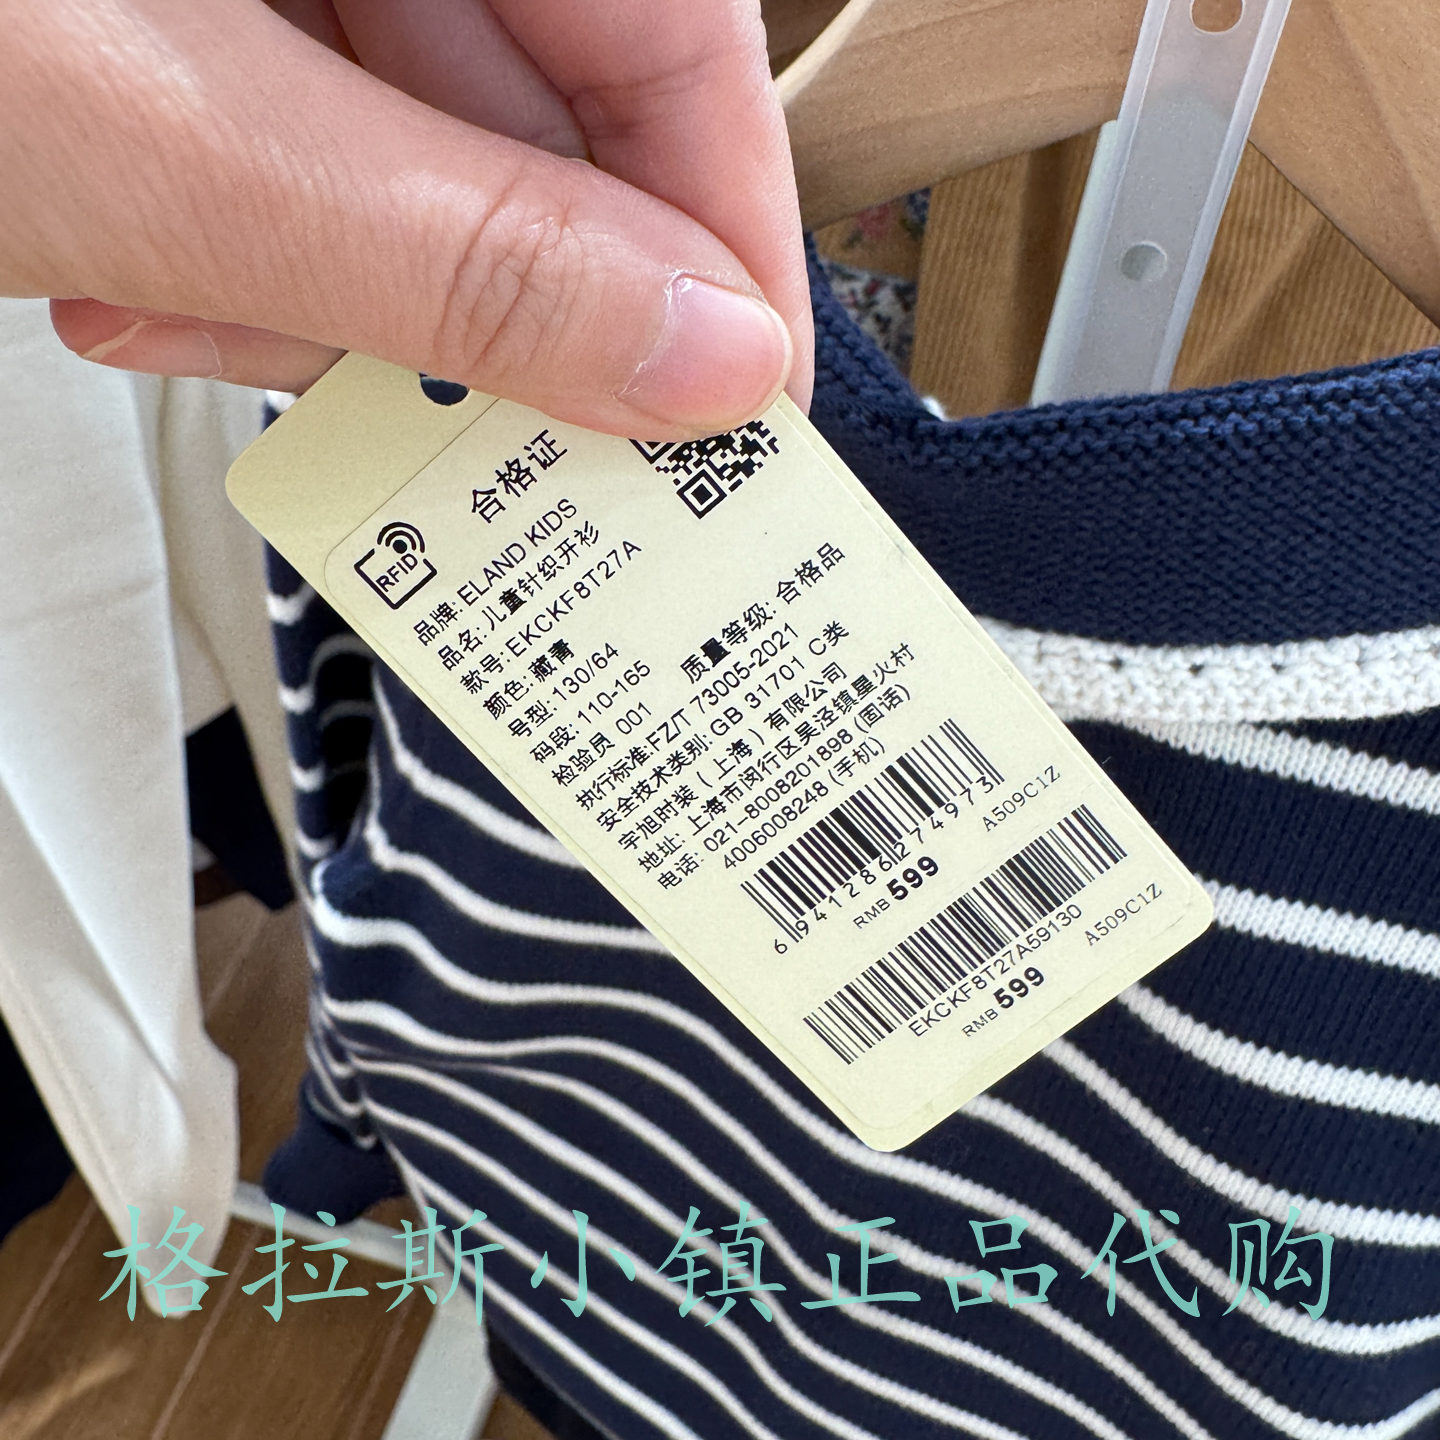 合格证
RFID
品牌: ELAND KIDS
品名: 儿童针织开衫
款号: EKCKF8T27A
颜色: 藏青
号型: 130/64
码段: 110-165
检验员 001 质量等级: 合格品
执行标准:FZ/T 73005-2021
安全技术类别: GB 31701 C类
宇旭时装(上海)有限公司
地址: 上海市闵行区吴泾镇星火村
电话: 021-8008201898 (固话)
4006008248 (手机)
6941286274973
RMB 599
A509C1Z
EKCKF8T27A59130
RMB 599
A509C1Z
格拉斯小镇正品代购